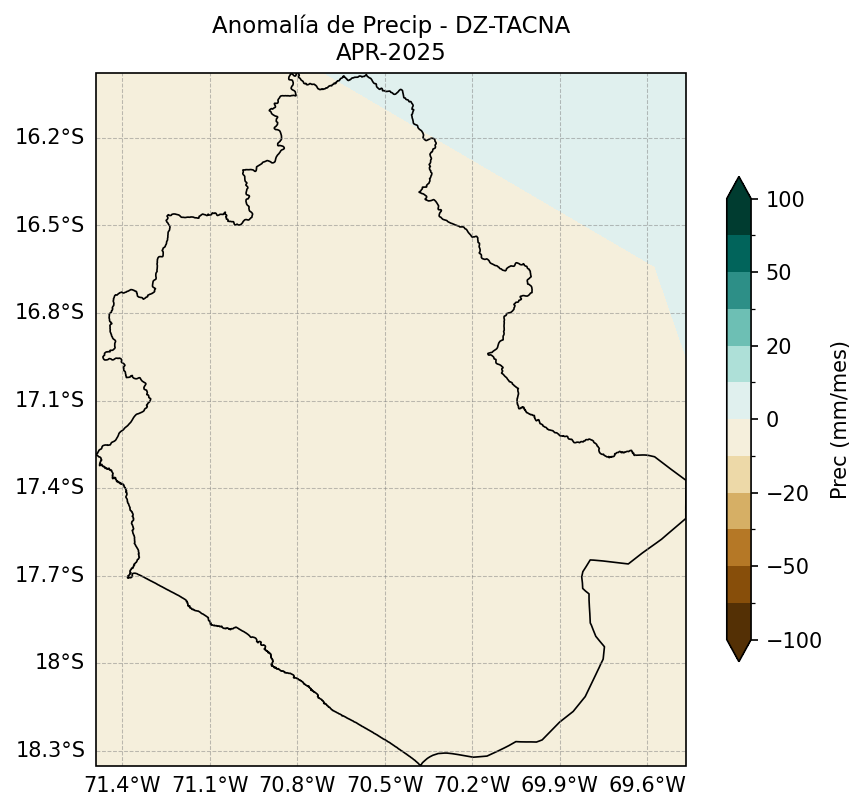 Anomalía de Precip - DZ-TACNA
APR-2025
16.2°S
16.5°S
16.8°S
17.1°S
17.4°S
17.7°S
18°S
18.3°S
71.4°W 71.1°W 70.8°W 70.5°W 70.2°W 69.9°W 69.6°W
100
50
20
0
−20
−50
−100
Prec (mm/mes)